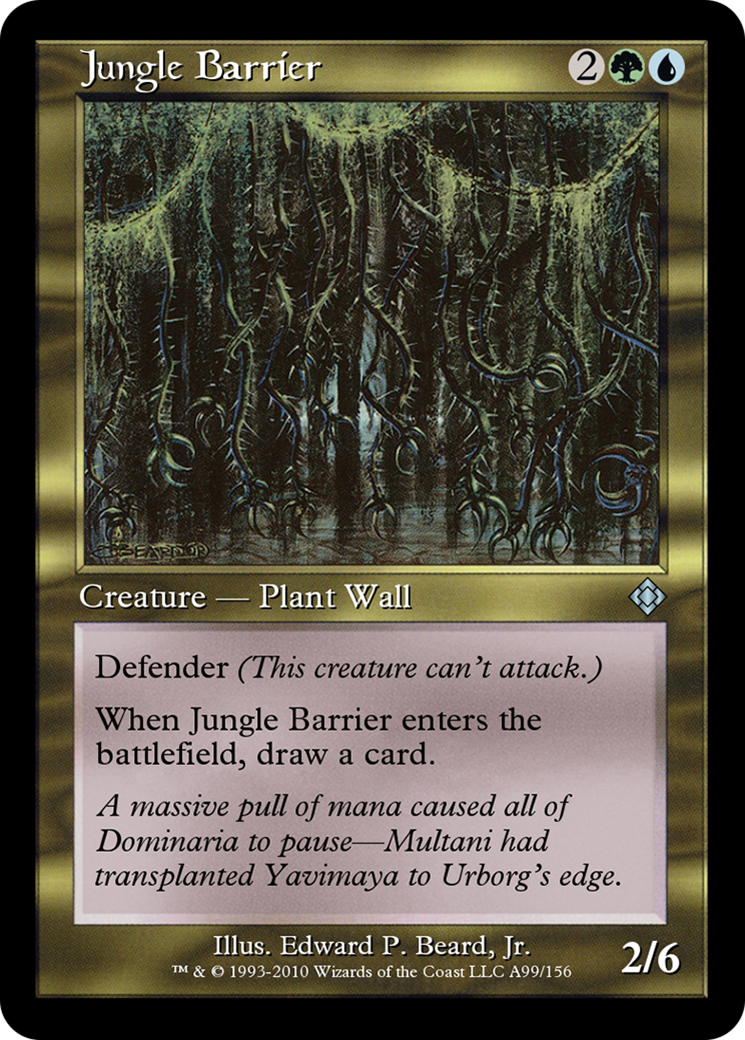 Jungle Barrier 2
Creature — Plant Wall
Defender (This creature can't attack.)
When Jungle Barrier enters the
battlefield, draw a card.
A massive pull of mana caused all of
Dominaria to pause—Multani had
transplanted Yavimaya to Urborg's edge.
Illus. Edward P. Beard, Jr.
™ & © 1993-2010 Wizards of the Coast LLC A99/156
2/6